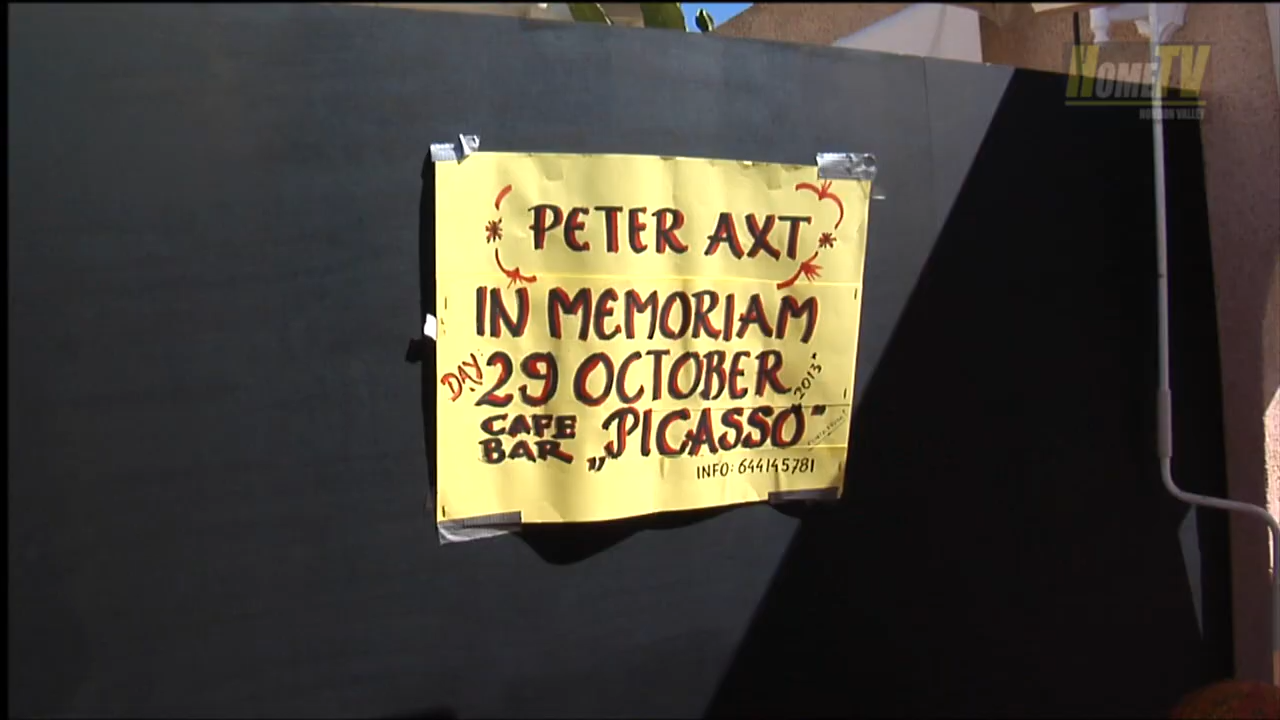 HOMETV
PETER AXT
IN MEMORIAM
DAY: 29 OCTOBER 2013"
CAFE BAR „PICASSO"
INFO: 644145781